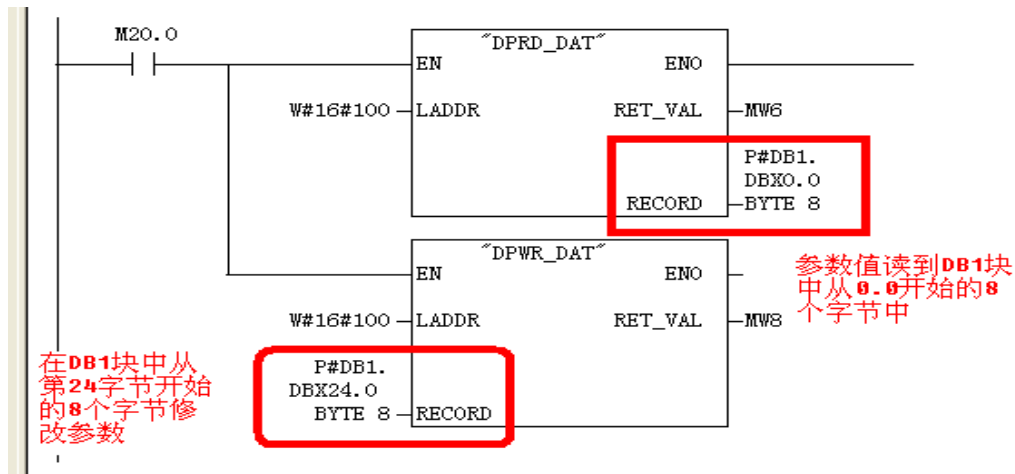 M20.0
"DPRD_DAT"
EN
ENO
W#16#100
LADDR
RET_VAL
MW6
P#DB1.
DBX0.0
RECORD
BYTE 8
"DPWR_DAT"
EN
ENO
参数值读到DB1块
中从0.0开始的8
个字节中
W#16#100
LADDR
RET_VAL
MW8
在DB1块中从
第24字节开始
的8个字节修
改参数
P#DB1.
DBX24.0
BYTE 8
RECORD